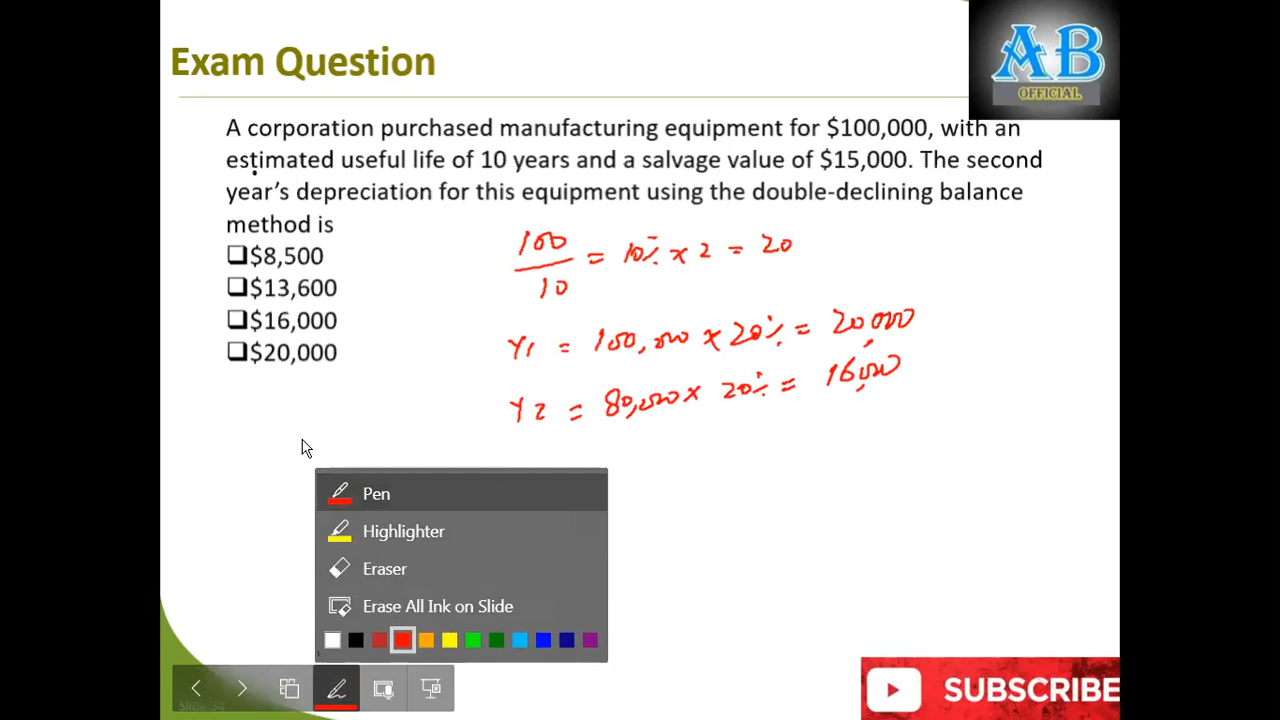 Exam Question
AB
OFFICIAL
A corporation purchased manufacturing equipment for $100,000, with an
estimated useful life of 10 years and a salvage value of $15,000. The second
year's depreciation for this equipment using the double-declining balance
method is
❑$8,500
❑$13,600
❑$16,000
❑$20,000
100
10
= 10% x 2 = 20
Y1 = 100,000 x 20% = 20,000
Y2 = 80,000 x 20% = 16,000
Pen
Highlighter
Eraser
Erase All Ink on Slide
Slide 34
SUBSCRIBE